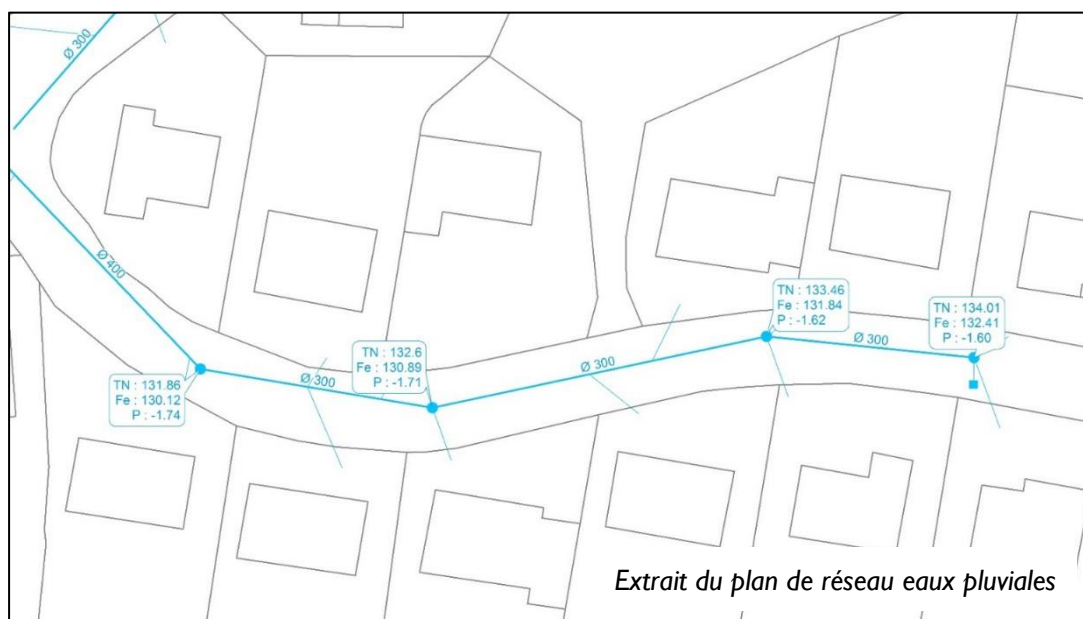 Ø 300
Ø 400
TN : 131.86
Fe : 130.12
P : -1.74
Ø 300
TN : 132.6
Fe : 130.89
P : -1.71
Ø 300
TN : 133.46
Fe : 131.84
P : -1.62
Ø 300
TN : 134.01
Fe : 132.41
P : -1.60
Extrait du plan de réseau eaux pluviales